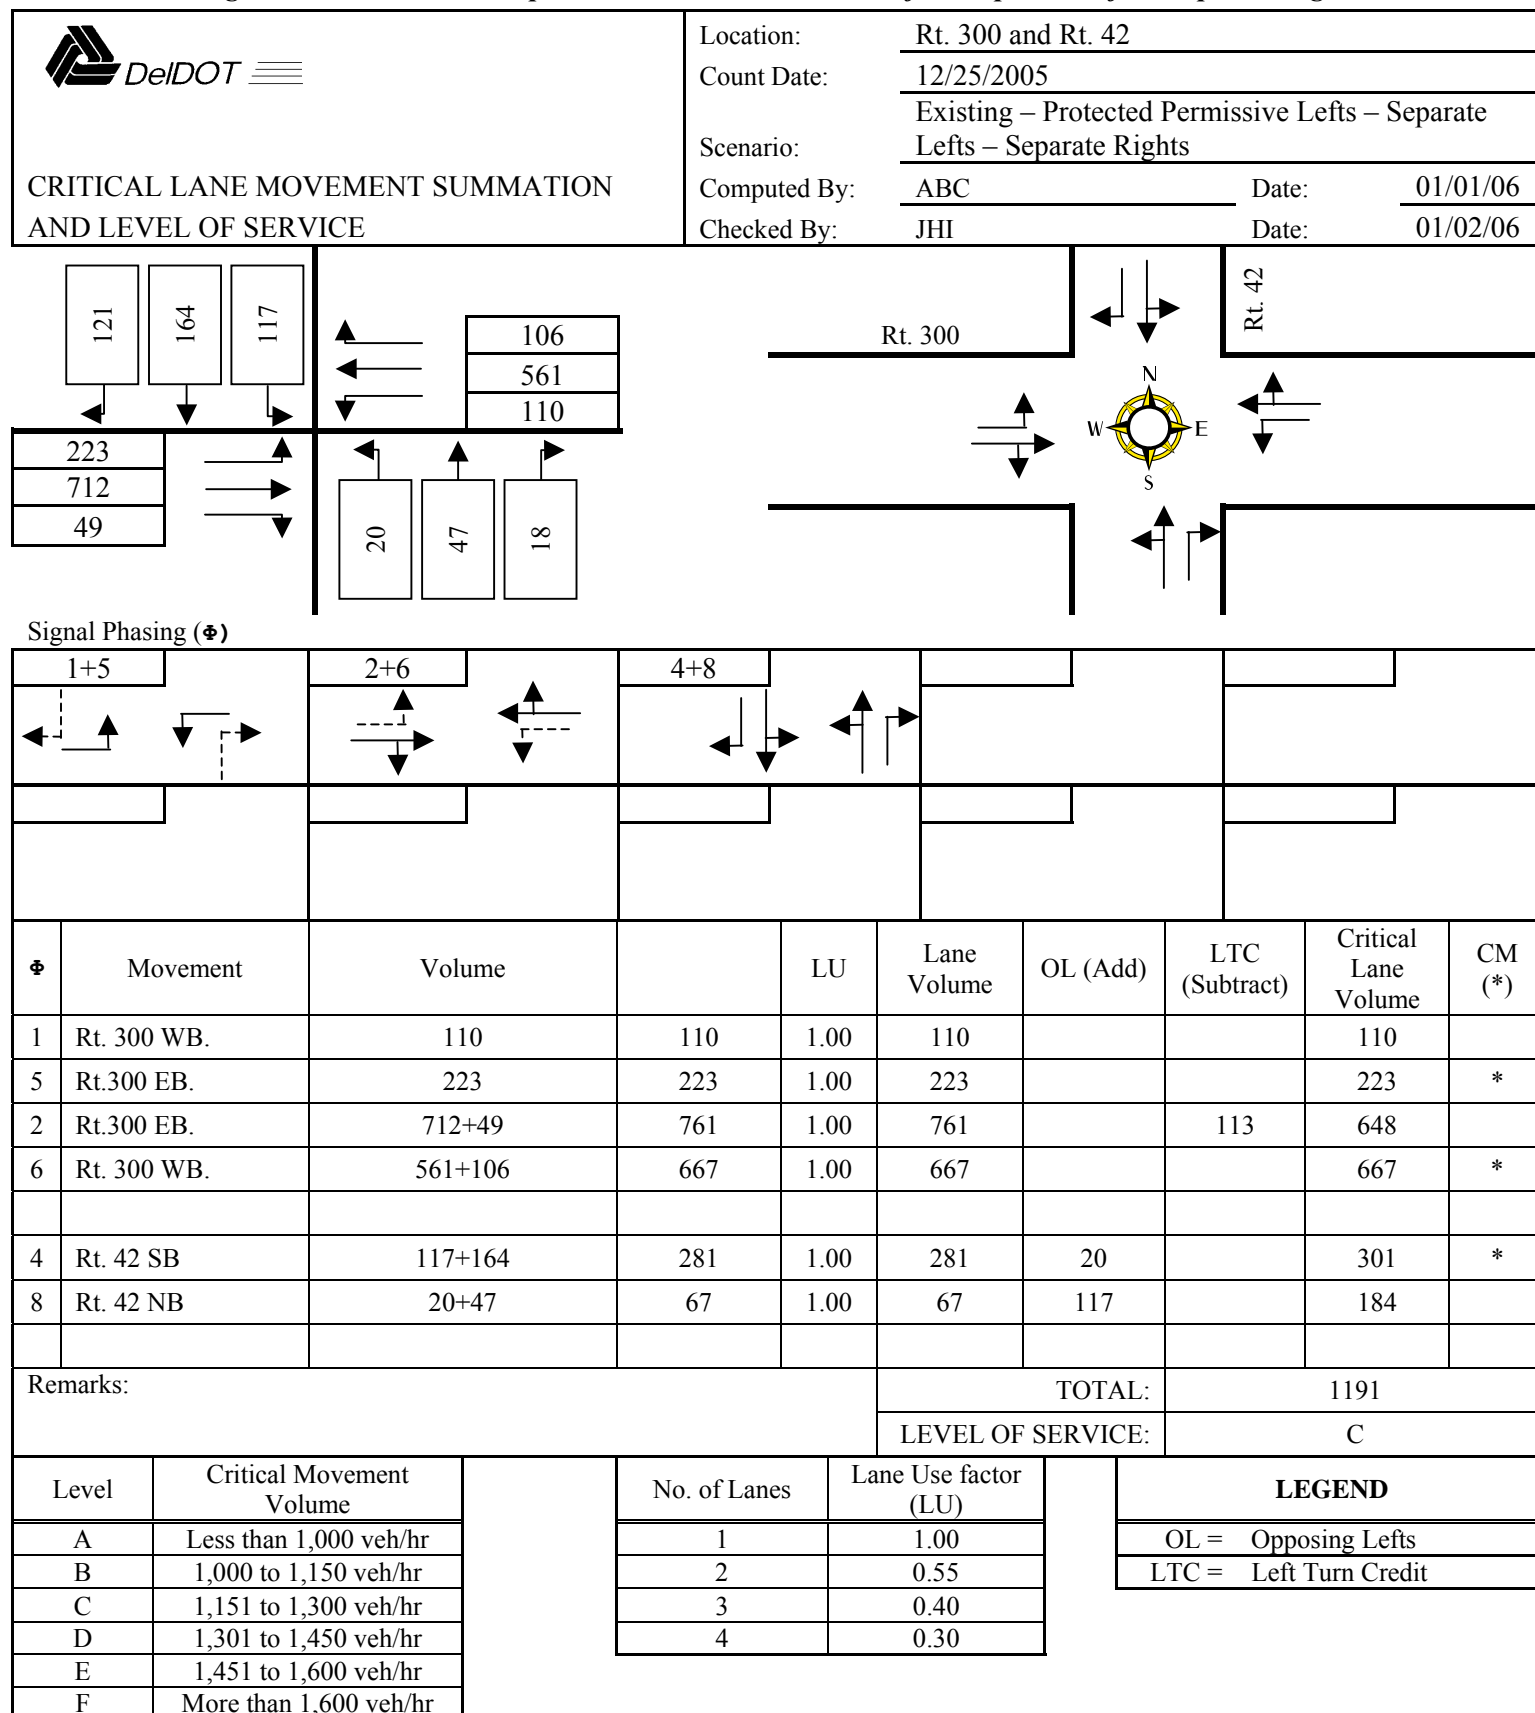 DelDOT
CRITICAL LANE MOVEMENT SUMMATION
AND LEVEL OF SERVICE
Location: Rt. 300 and Rt. 42
Count Date: 12/25/2005
Scenario: Existing – Protected Permissive Lefts – Separate
Lefts – Separate Rights
Computed By: ABC Date: 01/01/06
Checked By: JHI Date: 01/02/06
121 164 117
106
561
110
223
712
49
20 47 18
Rt. 300
Rt. 42
N
W E
S
Signal Phasing (Φ)
1+5 2+6 4+8
Φ Movement Volume LU Lane Volume OL (Add) LTC (Subtract) Critical Lane Volume CM (*)
1 Rt. 300 WB. 110 110 1.00 110 110
5 Rt.300 EB. 223 223 1.00 223 223 *
2 Rt.300 EB. 712+49 761 1.00 761 113 648
6 Rt. 300 WB. 561+106 667 1.00 667 667 *
4 Rt. 42 SB 117+164 281 1.00 281 20 301 *
8 Rt. 42 NB 20+47 67 1.00 67 117 184
Remarks:
TOTAL: 1191
LEVEL OF SERVICE: C
Level Critical Movement Volume
A Less than 1,000 veh/hr
B 1,000 to 1,150 veh/hr
C 1,151 to 1,300 veh/hr
D 1,301 to 1,450 veh/hr
E 1,451 to 1,600 veh/hr
F More than 1,600 veh/hr
No. of Lanes Lane Use factor (LU)
1 1.00
2 0.55
3 0.40
4 0.30
LEGEND
OL = Opposing Lefts
LTC = Left Turn Credit